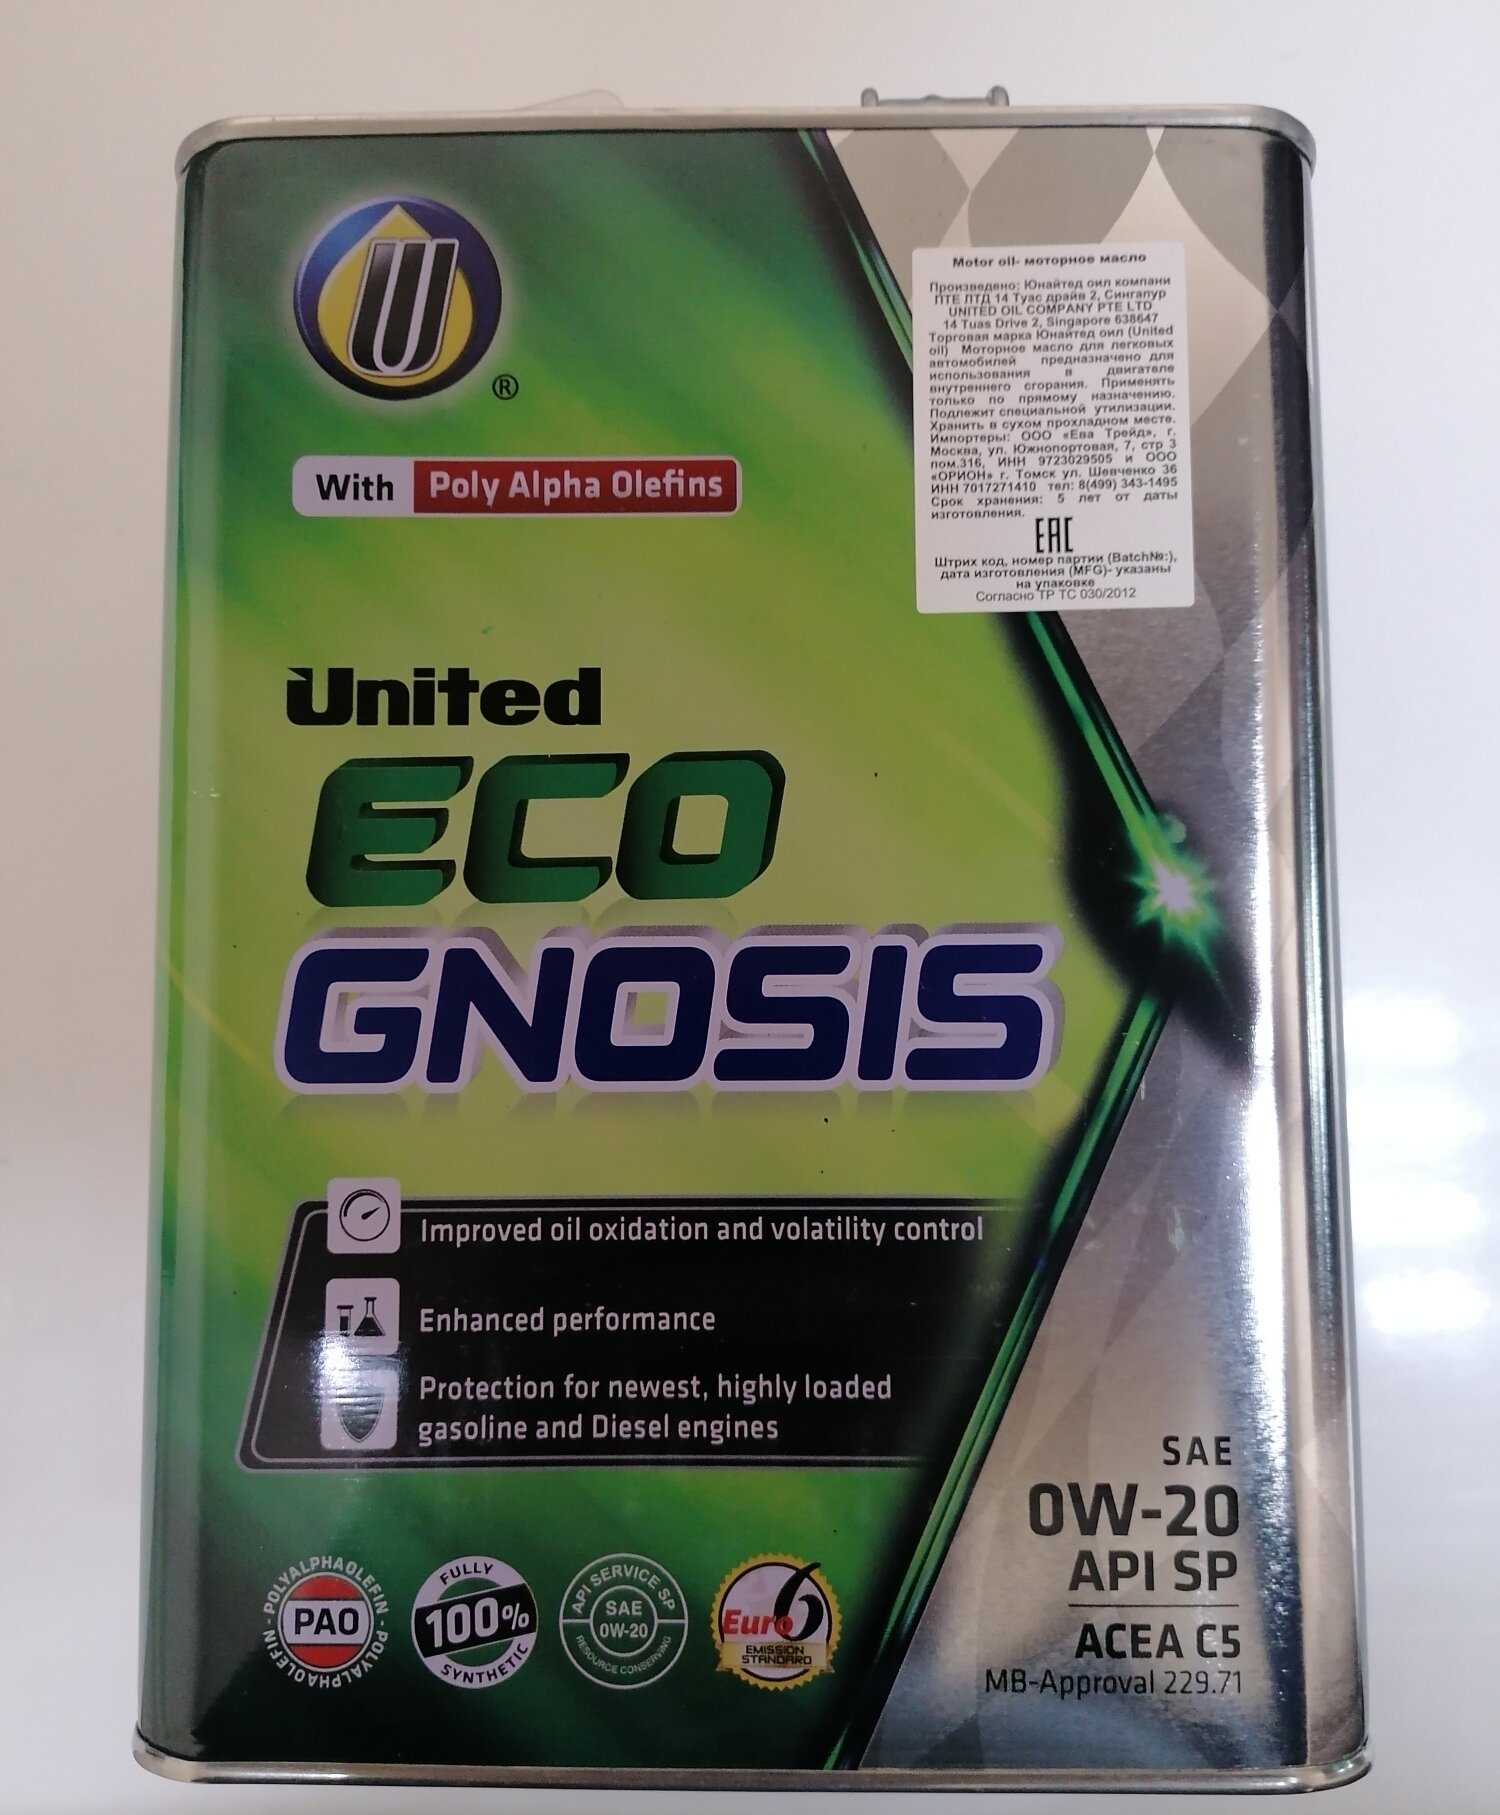 U
®
With Poly Alpha Olefins
Motor oil- моторное масло
Произведено: Юнайтед оил компани
ПТЕ ЛТД 14 Туас драйв 2, Сингапур
UNITED OIL COMPANY PTE LTD
14 Tuas Drive 2, Singapore 638647
Торговая марка Юнайтед оил (United
oil) Моторное масло для легковых
автомобилей предназначено для
использования в двигателе
внутреннего сгорания. Применять
только по прямому назначению.
Подлежит специальной утилизации.
Хранить в сухом прохладном месте.
Импортеры: ООО «Ева Трейд», г.
Москва, ул. Южнопортовая, 7, стр 3
пом.316, ИНН 9723029505 и ООО
«ОРИОН» г. Томск ул. Шевченко 36
ИНН 7017271410 тел: 8(499) 343-1495
Срок хранения: 5 лет от даты
изготовления.
EAC
Штрих код, номер партии (Batch№:),
дата изготовления (MFG)- указаны
на упаковке
Согласно ТР ТС 030/2012
United
ECO
GNOSIS
Improved oil oxidation and volatility control
Enhanced performance
Protection for newest, highly loaded
gasoline and Diesel engines
SAE
0W-20
API SP
ACEA C5
MB-Approval 229.71
POLYALPHAOLEFIN - POLYALPHAOLEFIN -
PAO
FULLY
100%
SYNTHETIC
API SERVICE SP
SAE
0W-20
RESOURCE CONSERVING
Euro 6
EMISSION
STANDARD